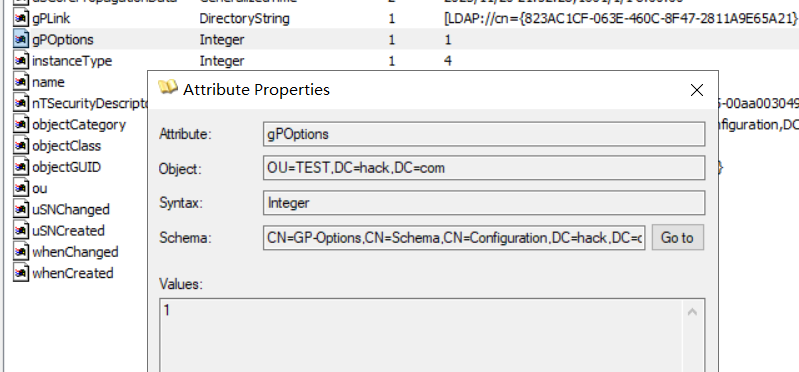 gPLink DirectoryString 1 [LDAP://cn={823AC1CF-063E-460C-8F47-2811A9E65A21}
gPOptions Integer 1 1
instanceType Integer 1 4
name
Attribute Properties
nTSecurityDescripto
-00aa003049
objectCategory
nfiguration,DC
Attribute: gPOptions
objectClass
objectGUID
}
Object: OU=TEST,DC=hack,DC=com
ou
Syntax: Integer
uSNChanged
uSNCreated
Schema: CN=GP-Options,CN=Schema,CN=Configuration,DC=hack,DC=c Go to
whenChanged
whenCreated
Values:
1